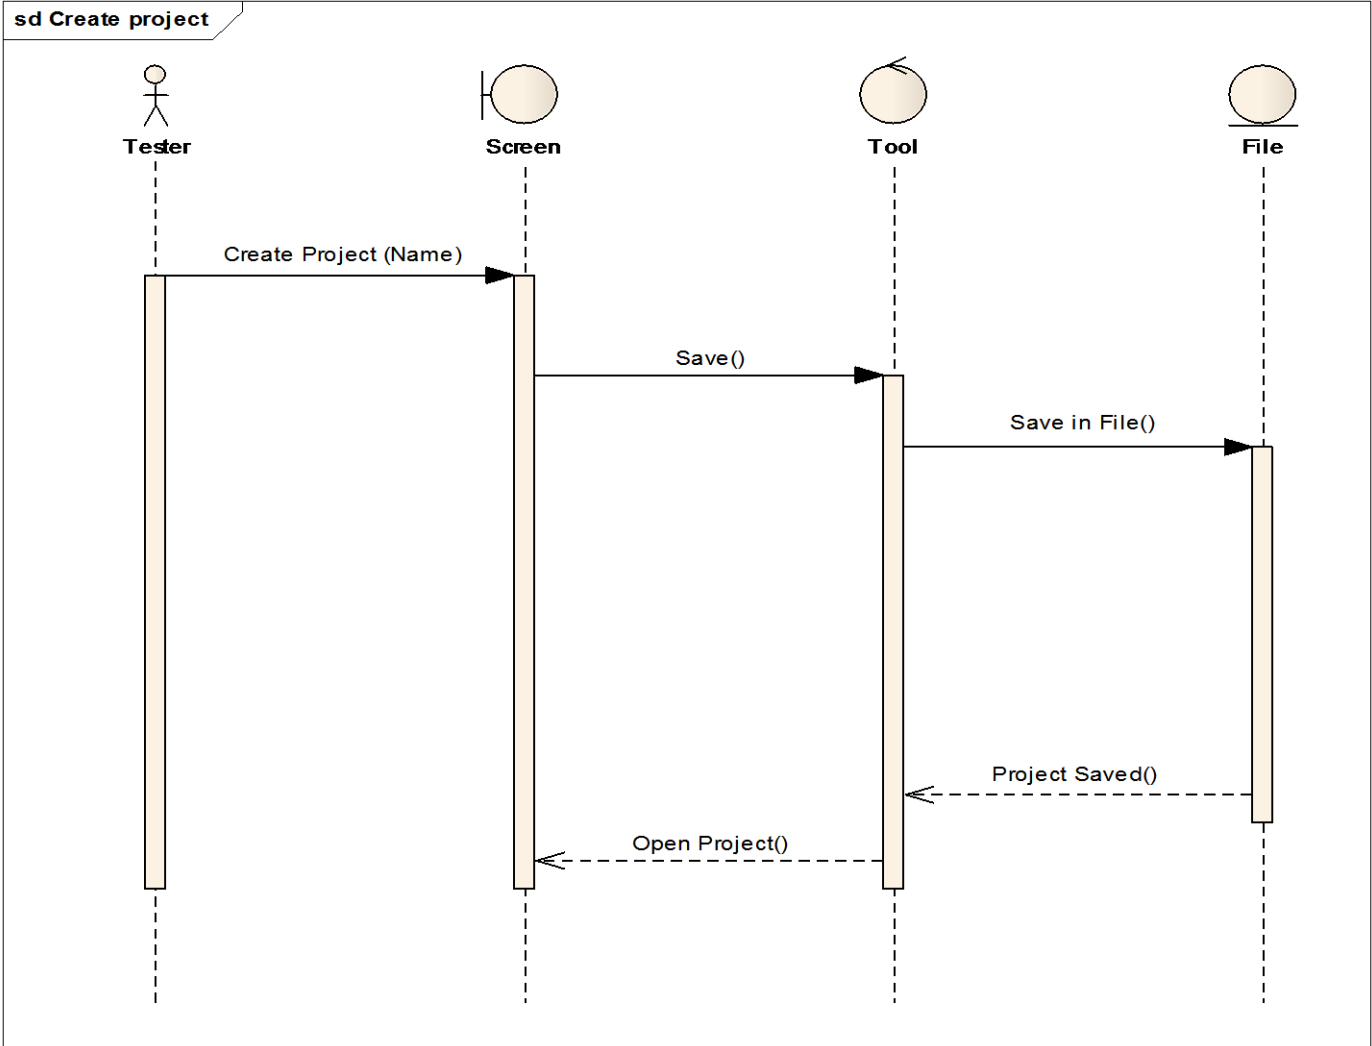 sd Create project
Tester
Screen
Tool
File
Create Project (Name)
Save()
Save in File()
Project Saved()
Open Project()